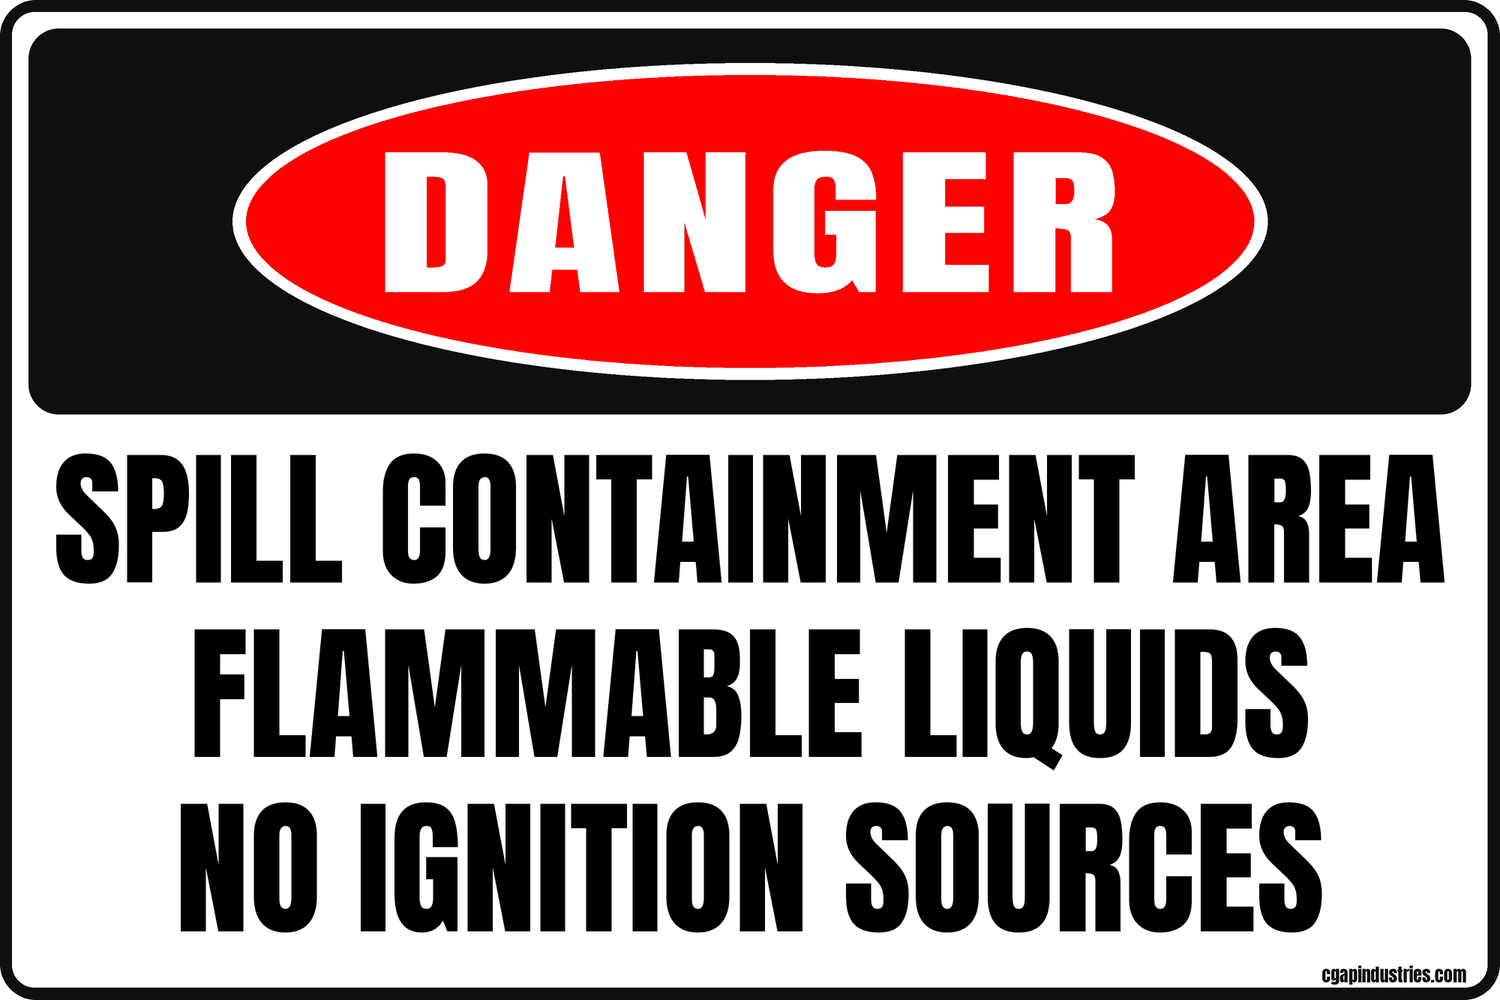 DANGER
SPILL CONTAINMENT AREA
FLAMMABLE LIQUIDS
NO IGNITION SOURCES
cgapindustries.com